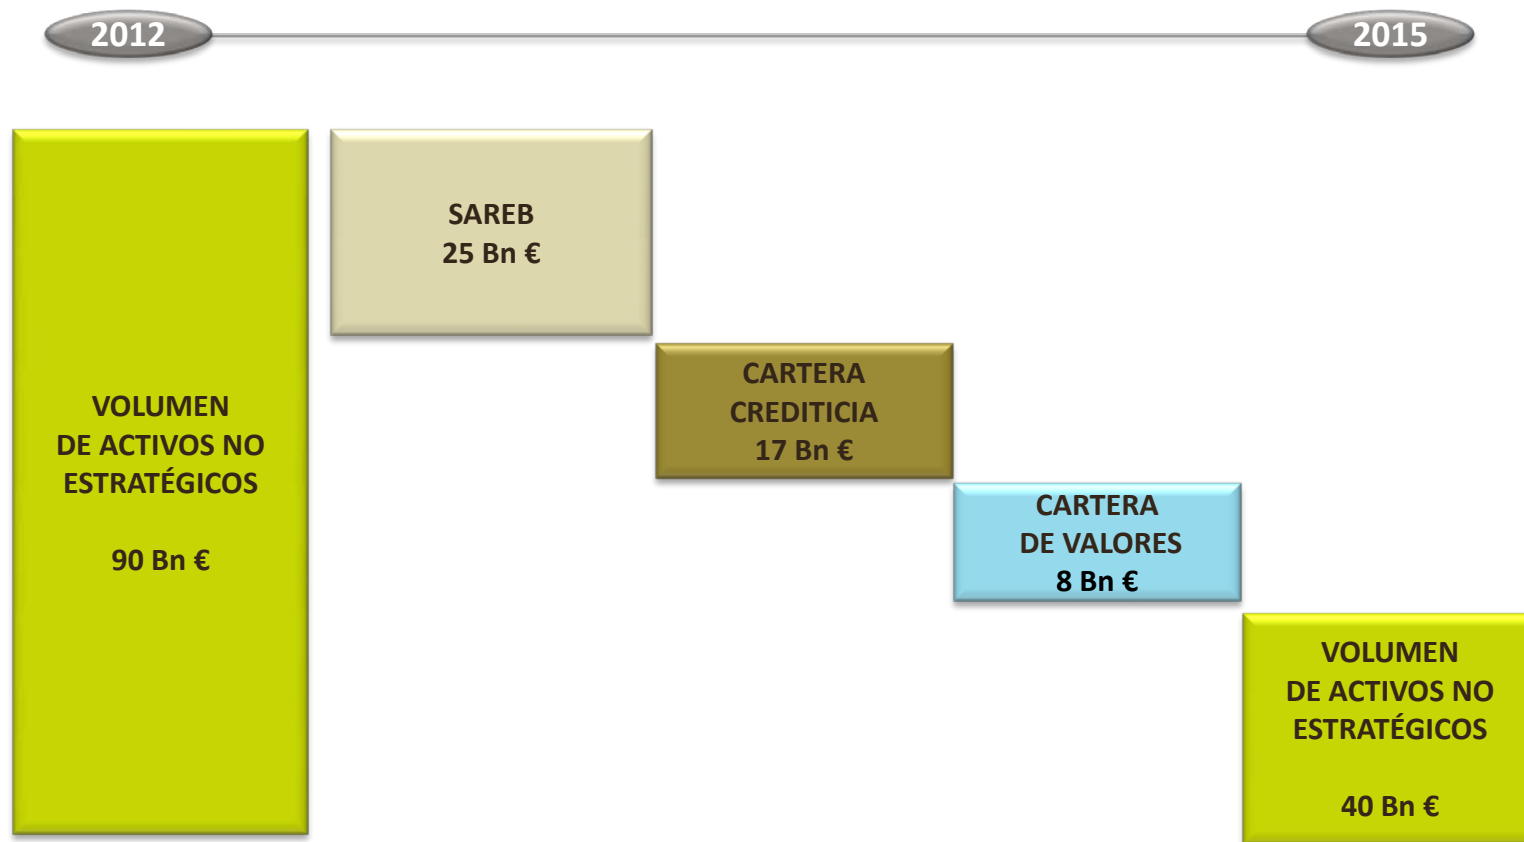 2012
2015
VOLUMEN
DE ACTIVOS NO
ESTRATÉGICOS
90 Bn €
SAREB
25 Bn €
CARTERA
CREDITICIA
17 Bn €
CARTERA
DE VALORES
8 Bn €
VOLUMEN
DE ACTIVOS NO
ESTRATÉGICOS
40 Bn €